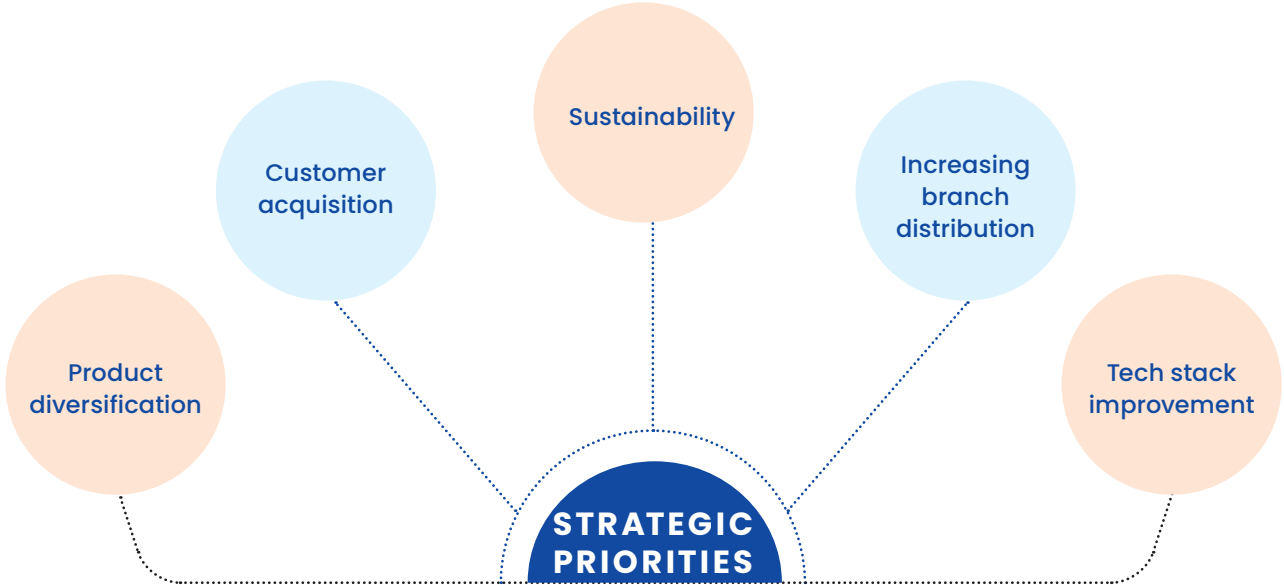 Sustainability
Customer
acquisition
Increasing
branch
distribution
Product
diversification
Tech stack
improvement
STRATEGIC
PRIORITIES